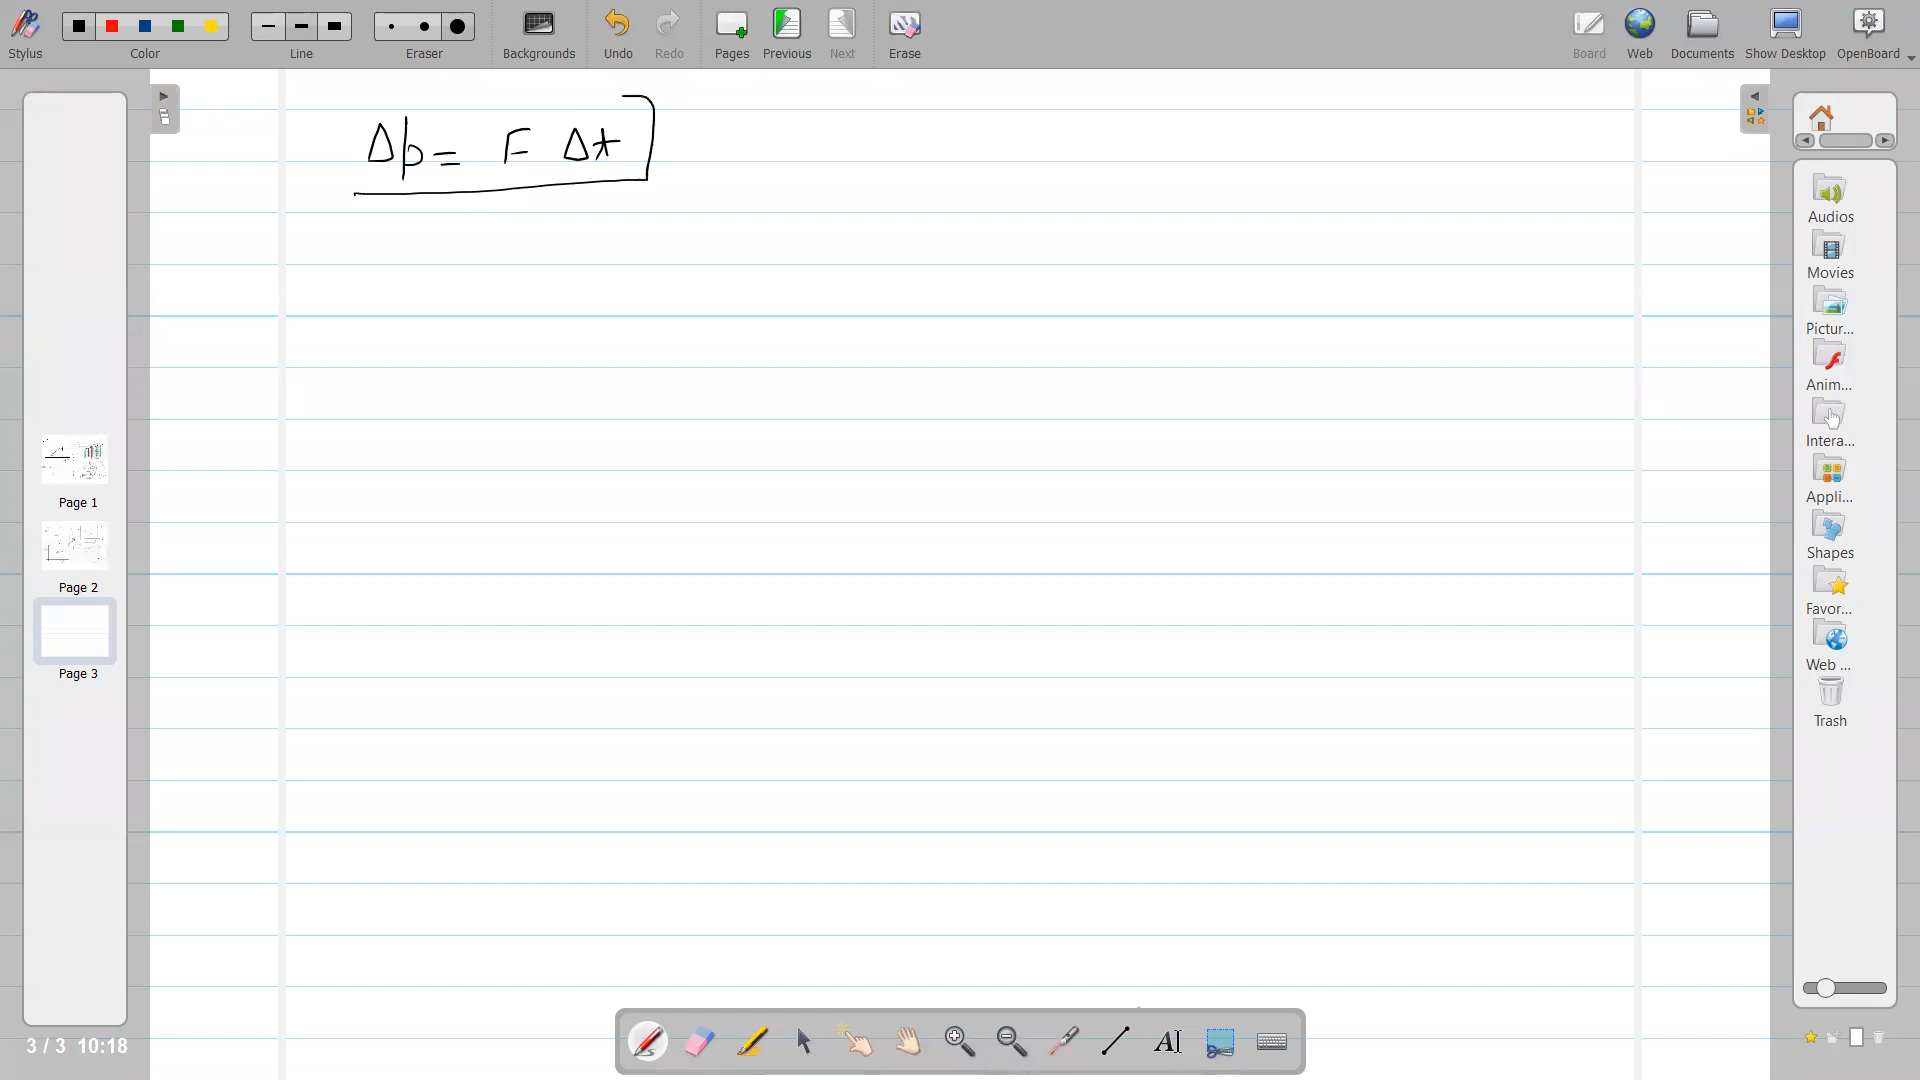 Stylus Color Line Eraser Backgrounds Undo Redo Pages Previous Next Erase Board Web Documents Show Desktop OpenBoard
Δp = F Δt
Page 1
Page 2
Page 3
Audios
Movies
Pictur...
Anim...
Intera...
Appli...
Shapes
Favor...
Web ...
Trash
3 / 3 10:18